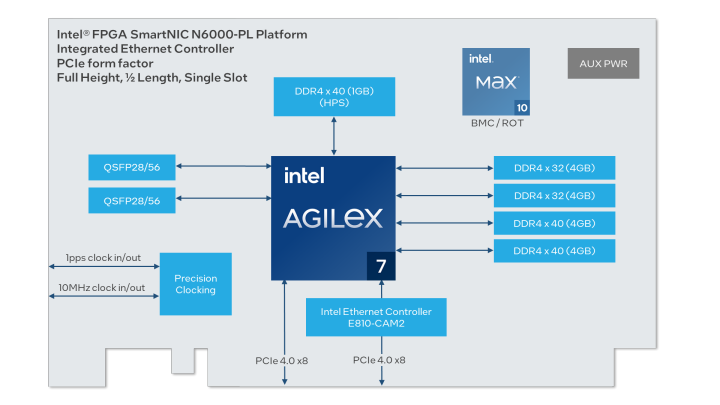 Intel® FPGA SmartNIC N6000-PL Platform
Integrated Ethernet Controller
PCIe form factor
Full Height, ½ Length, Single Slot
intel.
MAX
10
BMC / ROT
AUX PWR
DDR4 x 40 (1GB)
(HPS)
QSFP28/56
QSFP28/56
intel
AGILEX
7
DDR4 x 32 (4GB)
DDR4 x 32 (4GB)
DDR4 x 40 (4GB)
DDR4 x 40 (4GB)
1pps clock in/out
10MHz clock in/out
Precision
Clocking
Intel Ethernet Controller
E810-CAM2
PCIe 4.0 x8
PCIe 4.0 x8